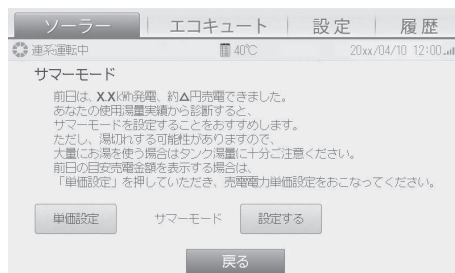 ソーラー エコキュート 設定 履歴
連系運転中 40℃ 20xx/04/10 12:00
サマーモード
前日は、X.XkWh発電、約△円売電できました。
あなたの使用湯量実績から診断すると、
サマーモードを設定することをおすすめします。
ただし、湯切れする可能性がありますので、
大量にお湯を使う場合はタンク湯量に十分ご注意ください。
前日の目安売電金額を表示する場合は、
「単価設定」を押していただき、売電電力単価設定をおこなってください。
単価設定 サマーモード 設定する
戻る